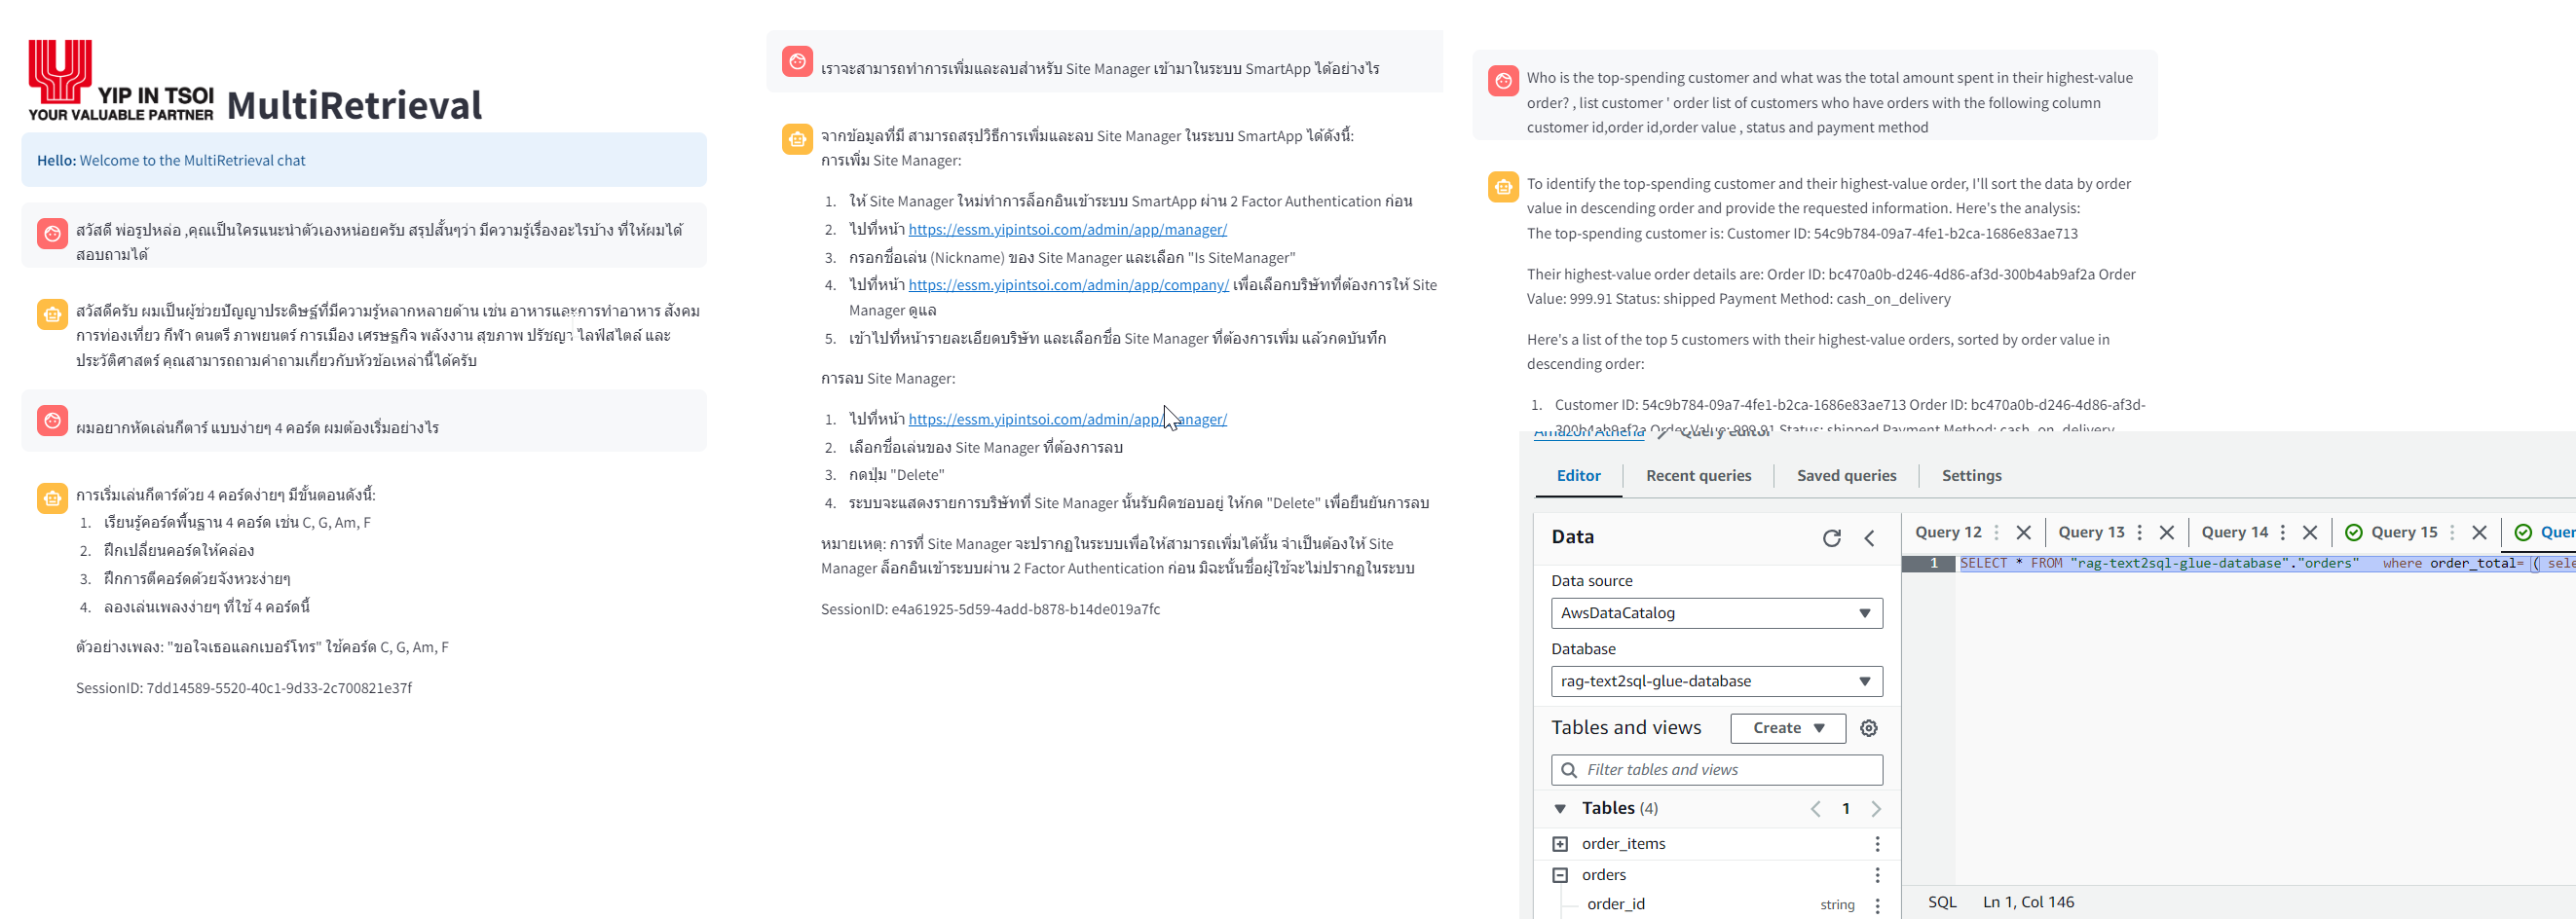 YIP IN TSOI
YOUR VALUABLE PARTNER
MultiRetrieval
Hello: Welcome to the MultiRetrieval chat
สวัสดี พ่อรูปหล่อ ,คุณเป็นใครแนะนำตัวเองหน่อยครับ สรุปสั้นๆว่า มีความรู้เรื่องอะไรบ้าง ที่ให้ผมได้
สอบถามได้
สวัสดีครับ ผมเป็นผู้ช่วยปัญญาประดิษฐ์ที่มีความรู้หลากหลายด้าน เช่น อาหารและการทำอาหาร สังคม
การท่องเที่ยว กีฬา ดนตรี ภาพยนตร์ การเมือง เศรษฐกิจ พลังงาน สุขภาพ ปรัชญา ไลฟ์สไตล์ และ
ประวัติศาสตร์ คุณสามารถถามคำถามเกี่ยวกับหัวข้อเหล่านี้ได้ครับ
ผมอยากหัดเล่นกีตาร์ แบบง่ายๆ 4 คอร์ด ผมต้องเริ่มอย่างไร
การเริ่มเล่นกีตาร์ด้วย 4 คอร์ดง่ายๆ มีขั้นตอนดังนี้:
1. เรียนรู้คอร์ดพื้นฐาน 4 คอร์ด เช่น C, G, Am, F
2. ฝึกเปลี่ยนคอร์ดให้คล่อง
3. ฝึกการตีคอร์ดด้วยจังหวะง่ายๆ
4. ลองเล่นเพลงง่ายๆ ที่ใช้ 4 คอร์ดนี้
ตัวอย่างเพลง: "ขอใจเธอแลกเบอร์โทร" ใช้คอร์ด C, G, Am, F
SessionID: 7dd14589-5520-40c1-9d33-2c700821e37f
เราจะสามารถทำการเพิ่มและลบสำหรับ Site Manager เข้ามาในระบบ SmartApp ได้อย่างไร
จากข้อมูลที่มี สามารถสรุปวิธีการเพิ่มและลบ Site Manager ในระบบ SmartApp ได้ดังนี้:
การเพิ่ม Site Manager:
1. ให้ Site Manager ใหม่ทำการล็อกอินเข้าระบบ SmartApp ผ่าน 2 Factor Authentication ก่อน
2. ไปที่หน้า https://essm.yipintsoi.com/admin/app/manager/
3. กรอกชื่อเล่น (Nickname) ของ Site Manager และเลือก "Is SiteManager"
4. ไปที่หน้า https://essm.yipintsoi.com/admin/app/company/ เพื่อเลือกบริษัทที่ต้องการให้ Site
Manager ดูแล
5. เข้าไปที่หน้ารายละเอียดบริษัท และเลือกชื่อ Site Manager ที่ต้องการเพิ่ม แล้วกดบันทึก
การลบ Site Manager:
1. ไปที่หน้า https://essm.yipintsoi.com/admin/app/manager/
2. เลือกชื่อเล่นของ Site Manager ที่ต้องการลบ
3. กดปุ่ม "Delete"
4. ระบบจะแสดงรายการบริษัทที่ Site Manager นั้นรับผิดชอบอยู่ ให้กด "Delete" เพื่อยืนยันการลบ
หมายเหตุ: การที่ Site Manager จะปรากฏในระบบเพื่อให้สามารถเพิ่มได้นั้น จำเป็นต้องให้ Site
Manager ล็อกอินเข้าระบบผ่าน 2 Factor Authentication ก่อน มิฉะนั้นชื่อผู้ใช้จะไม่ปรากฏในระบบ
SessionID: e4a61925-5d59-4add-b878-b14de019a7fc
Who is the top-spending customer and what was the total amount spent in their highest-value
order? , list customer ' order list of customers who have orders with the following column
customer id,order id,order value , status and payment method
To identify the top-spending customer and their highest-value order, I'll sort the data by order
value in descending order and provide the requested information. Here's the analysis:
The top-spending customer is: Customer ID: 54c9b784-09a7-4fe1-b2ca-1686e83ae713
Their highest-value order details are: Order ID: bc470a0b-d246-4d86-af3d-300b4ab9af2a Order
Value: 999.91 Status: shipped Payment Method: cash_on_delivery
Here's a list of the top 5 customers with their highest-value orders, sorted by order value in
descending order:
1. Customer ID: 54c9b784-09a7-4fe1-b2ca-1686e83ae713 Order ID: bc470a0b-d246-4d86-af3d-
300b4ab9af2a Order Value: 999.91 Status: shipped Payment Method: cash_on_delivery
Amazon Athena Query editor
Editor Recent queries Saved queries Settings
Data
Data source
AwsDataCatalog
Database
rag-text2sql-glue-database
Tables and views Create
Filter tables and views
Tables (4) 1
order_items
orders
order_id string
Query 12 Query 13 Query 14 Query 15 Quer
1 SELECT * FROM "rag-text2sql-glue-database"."orders" where order_total= ( sele
SQL Ln 1, Col 146